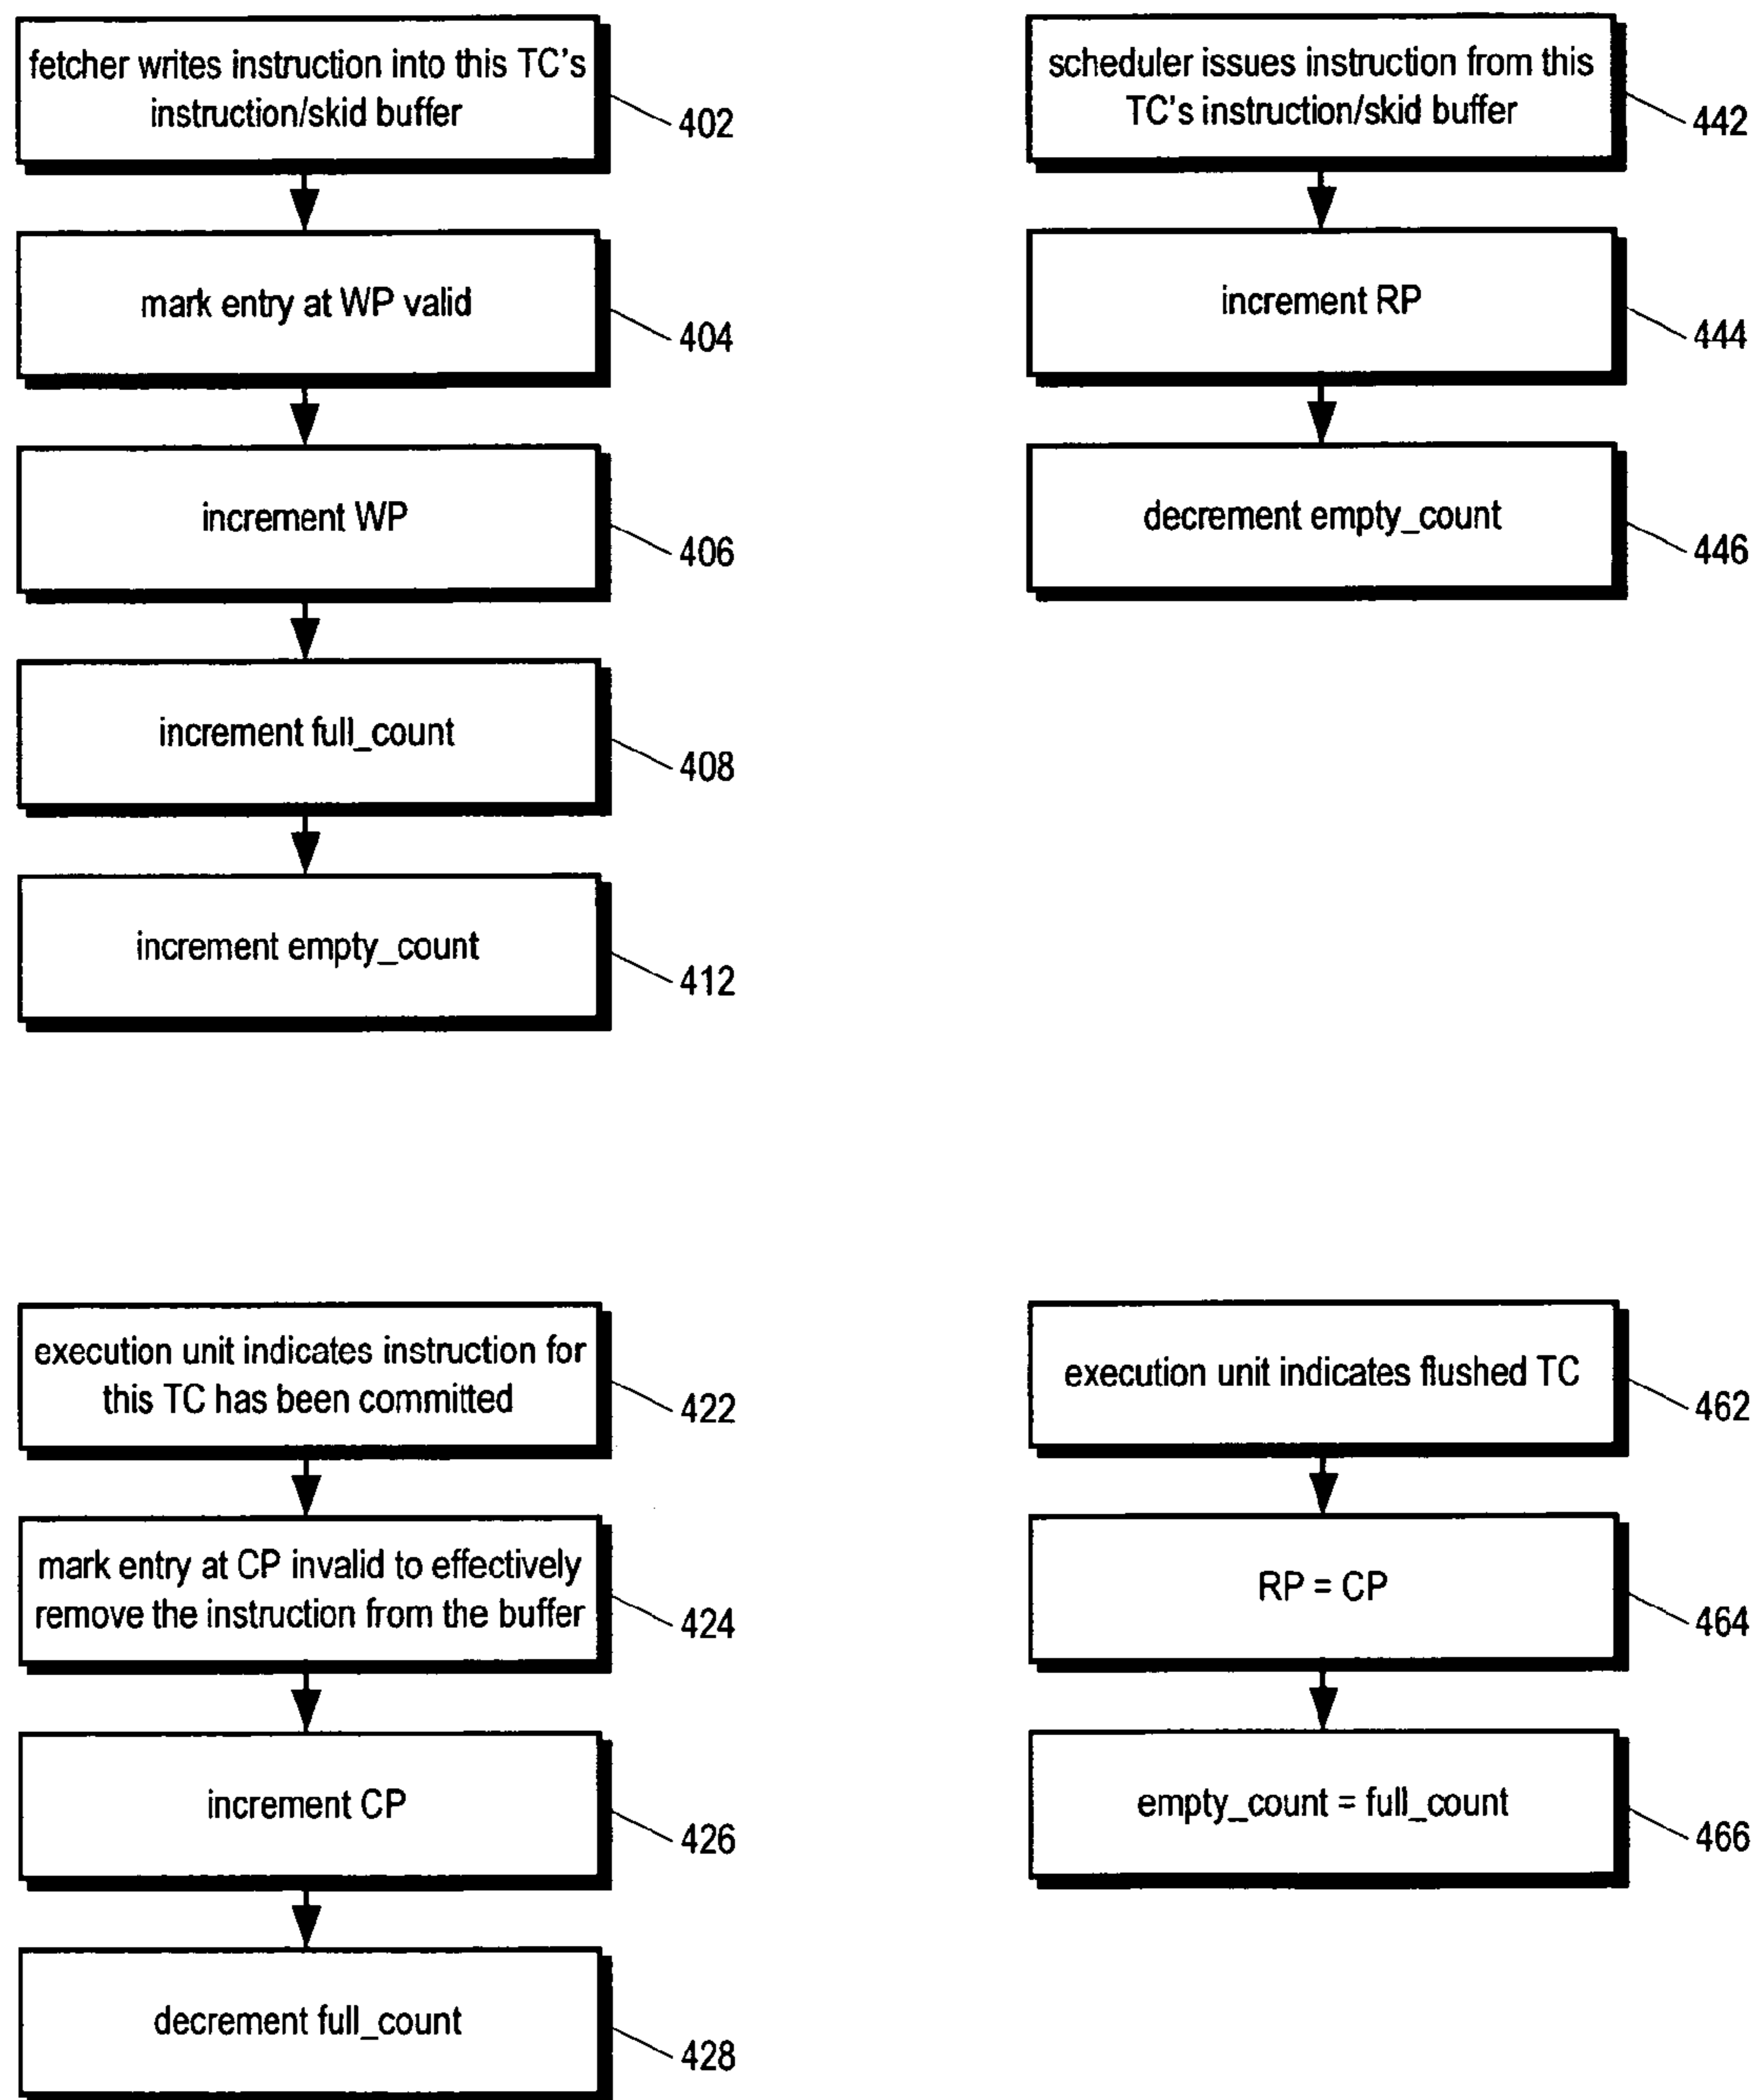 fetcher writes instruction into this TC's
instruction/skid buffer
402
mark entry at WP valid
404
increment WP
406
increment full_count
408
increment empty_count
412
scheduler issues instruction from this
TC's instruction/skid buffer
442
increment RP
444
decrement empty_count
446
execution unit indicates instruction for
this TC has been committed
422
mark entry at CP invalid to effectively
remove the instruction from the buffer
424
increment CP
426
decrement full_count
428
execution unit indicates flushed TC
462
RP = CP
464
empty_count = full_count
466